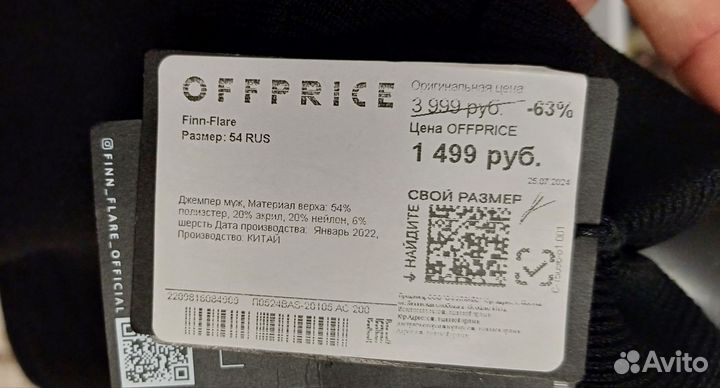 OFFPRICE
Finn-Flare
Размер: 54 RUS
Оригинальная цена
3 999 руб. -63%
Цена OFFPRICE
1 499 руб.
25.07.2024
Джемпер муж, Материал верха: 54%
полиэстер, 20% акрил, 20% нейлон, 6%
шерсть Дата производства: Январь 2022,
Производство: КИТАЙ
СВОЙ РАЗМЕР
НАЙДИТЕ
FINN_FLARE_OFFICIAL
Avito